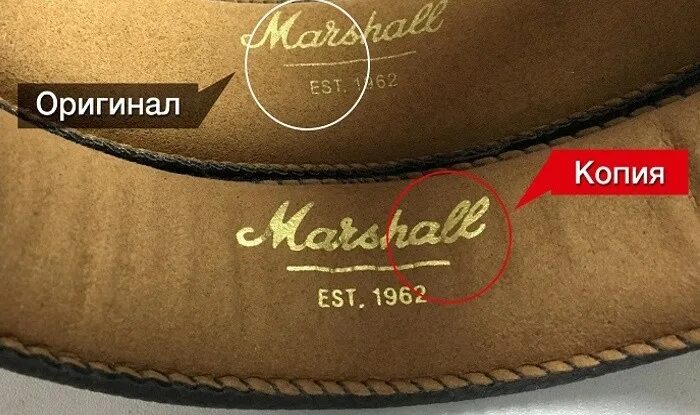 Marshall
EST. 1962
Оригинал
Копия
Marshall
EST. 1962